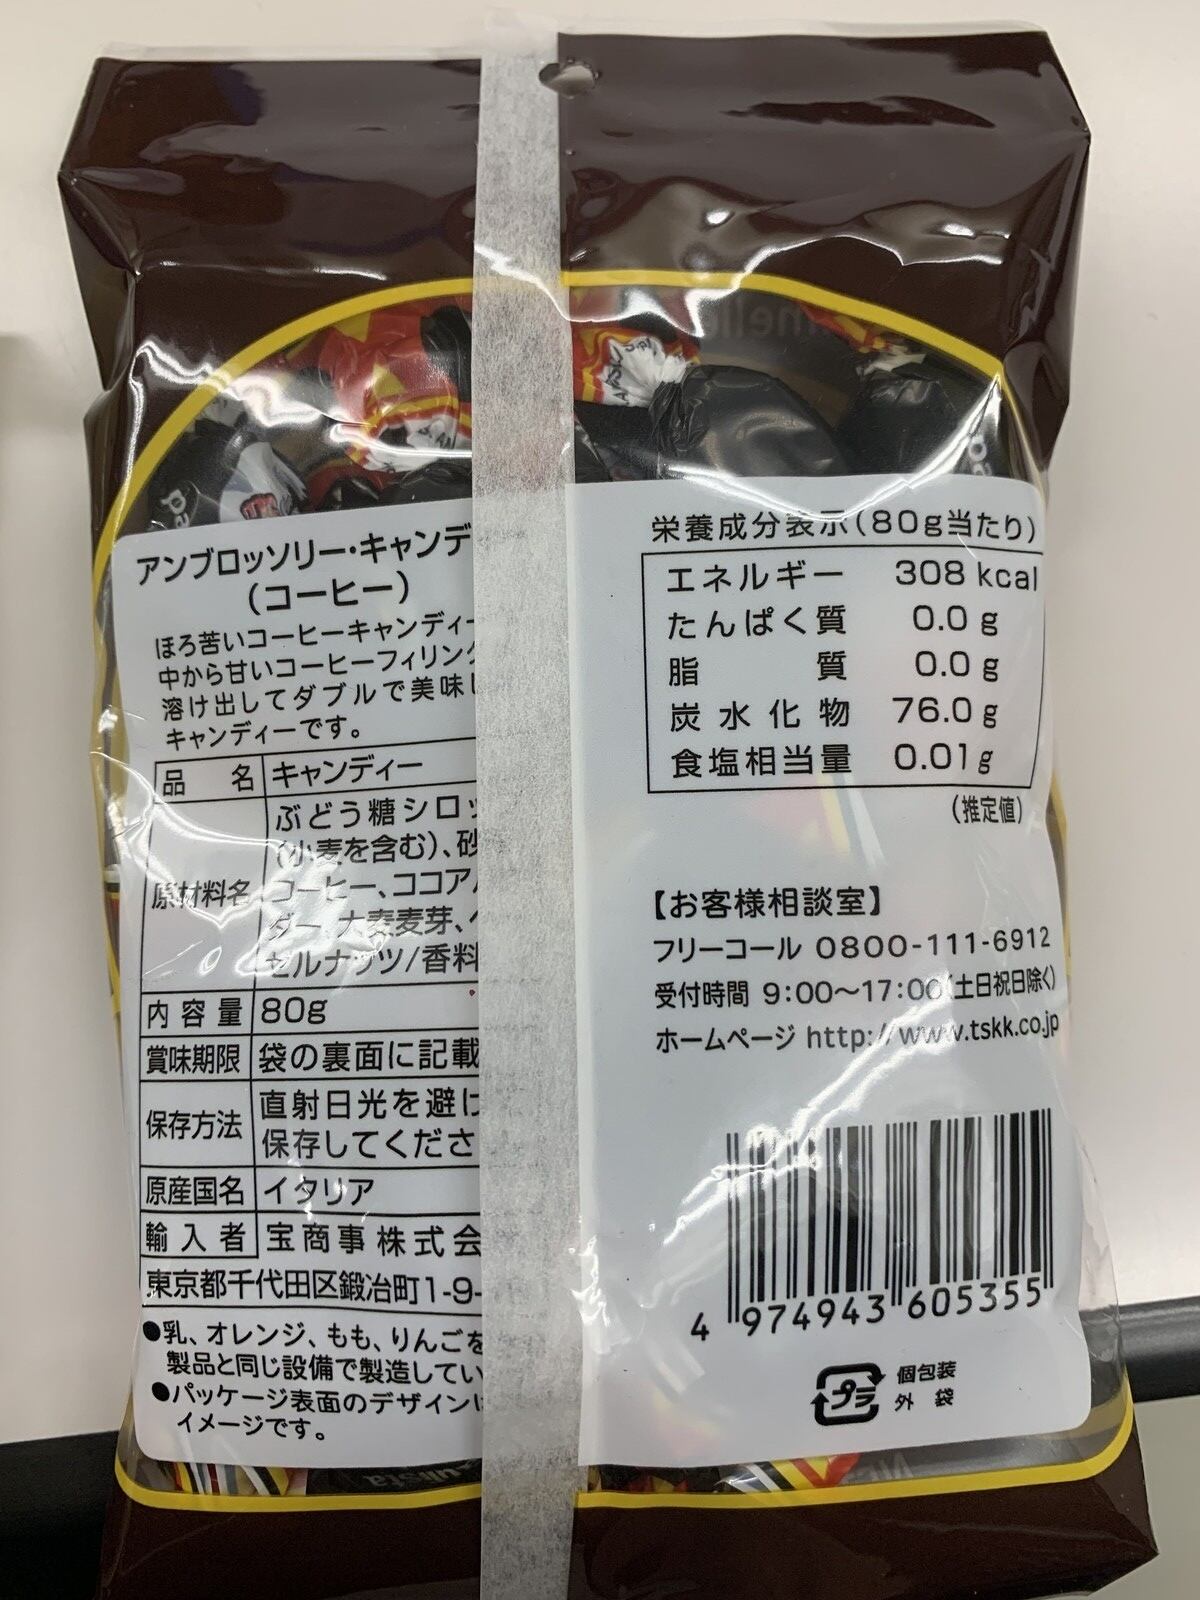 アンブロッソリー・キャンデ
(コーヒー)
ほろ苦いコーヒーキャンディー
中から甘いコーヒーフィリング
溶け出してダブルで美味し
キャンディーです。
品 名 キャンディー
原材料名 ぶどう糖シロッ
(小麦を含む)、砂
コーヒー、ココアパ
ダー、大麦麦芽、ヘ
ゼルナッツ/香料
内容量 80g
賞味期限 袋の裏面に記載
保存方法 直射日光を避け
保存してくださ
原産国名 イタリア
輸入者 宝商事株式会
東京都千代田区鍛冶町1-9-
●乳、オレンジ、もも、りんごを
製品と同じ設備で製造してい
●パッケージ表面のデザインは
イメージです。
栄養成分表示(80g当たり)
エネルギー 308 kcal
たんぱく質 0.0 g
脂 質 0.0 g
炭水化物 76.0 g
食塩相当量 0.01 g
(推定値)
【お客様相談室】
フリーコール 0800-111-6912
受付時間 9:00〜17:00(土日祝日除く)
ホームページ http://www.tskk.co.jp
4 974943 605355
プラ
個包装
外 袋